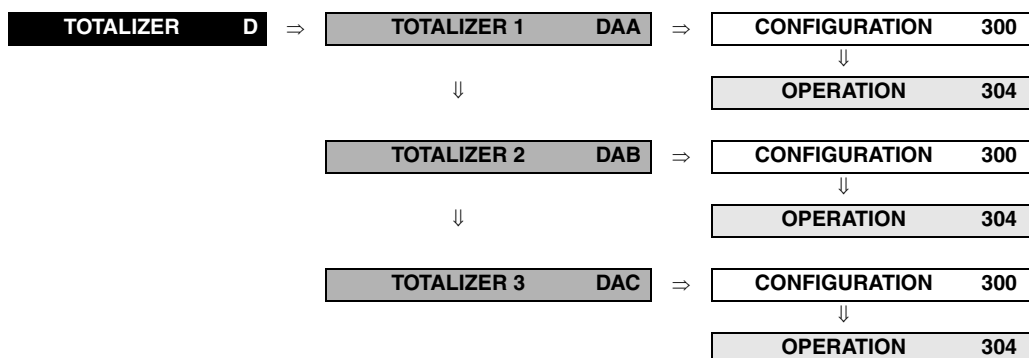 TOTALIZER D ⇒ TOTALIZER 1 DAA ⇒ CONFIGURATION 300
⇓
⇓ OPERATION 304
TOTALIZER 2 DAB ⇒ CONFIGURATION 300
⇓
⇓ OPERATION 304
TOTALIZER 3 DAC ⇒ CONFIGURATION 300
⇓
OPERATION 304